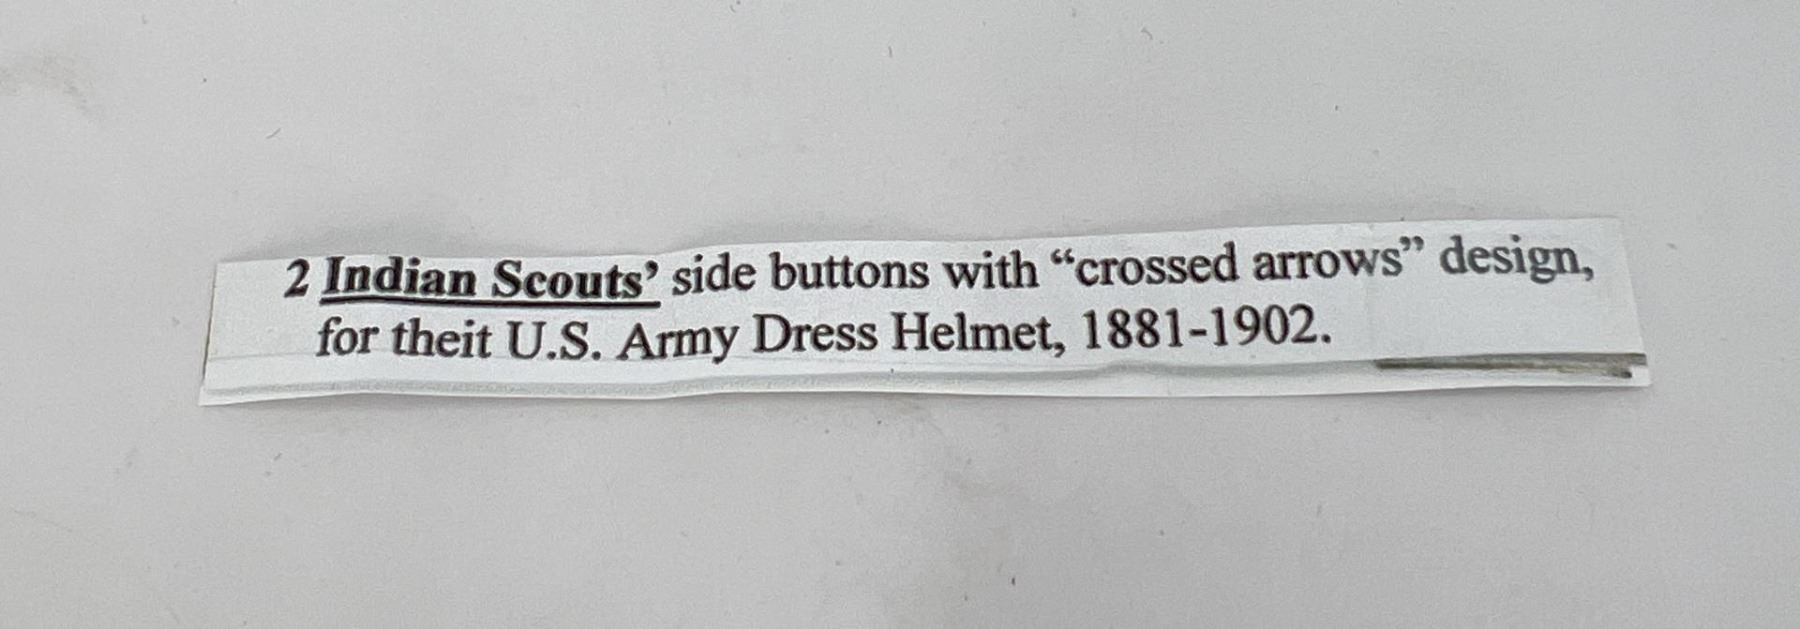 2 Indian Scouts’ side buttons with “crossed arrows” design,
for theit U.S. Army Dress Helmet, 1881-1902.